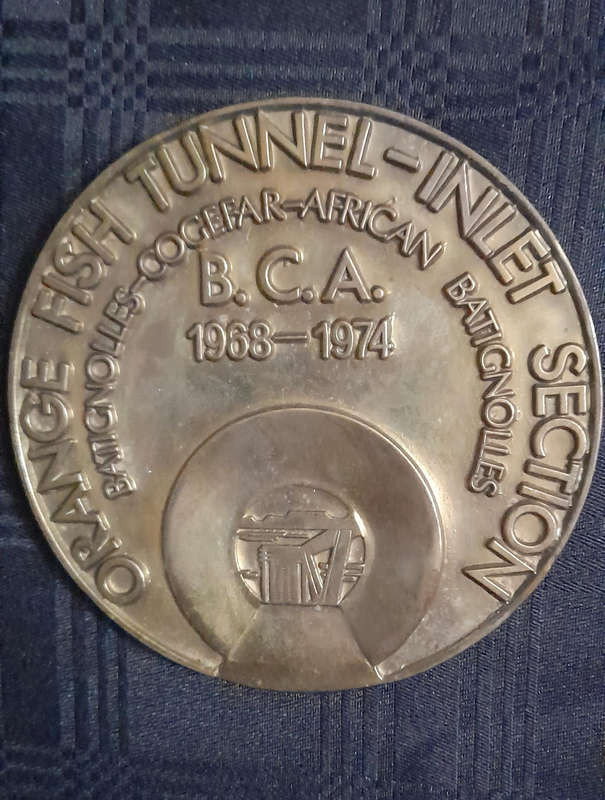 ORANGE FISH TUNNEL-INLET SECTION
BATIGNOLLES-COGEFAR-AFRICAN BATIGNOLLES
B.C.A.
1968-1974